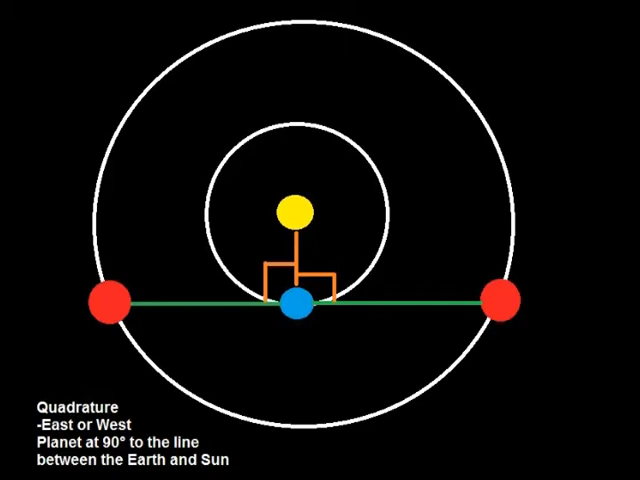 Quadrature
-East or West
Planet at 90° to the line
between the Earth and Sun